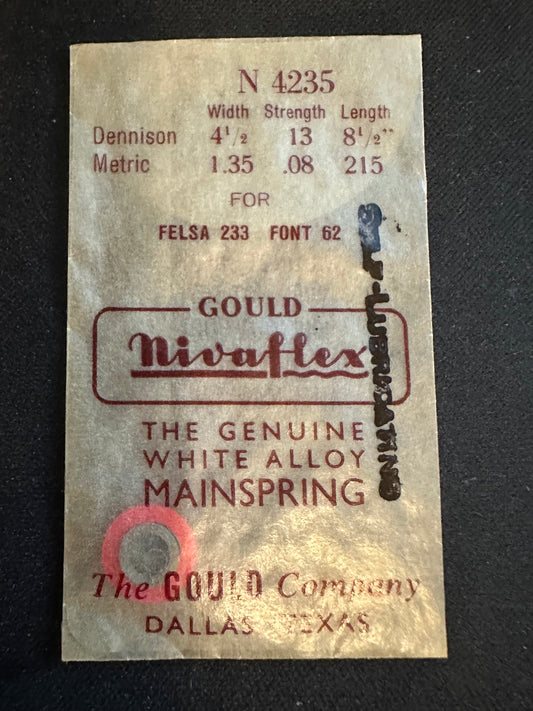 N 4235
Width Strength Length
Dennison 4 1/2 13 8 1/2"
Metric 1.35 .08 215
FOR
FELSA 233 FONT 62
GOULD
Nivaflex
THE GENUINE
WHITE ALLOY
MAINSPRING
The GOULD Company
DALLAS TEXAS
SELF-LUBRICATING